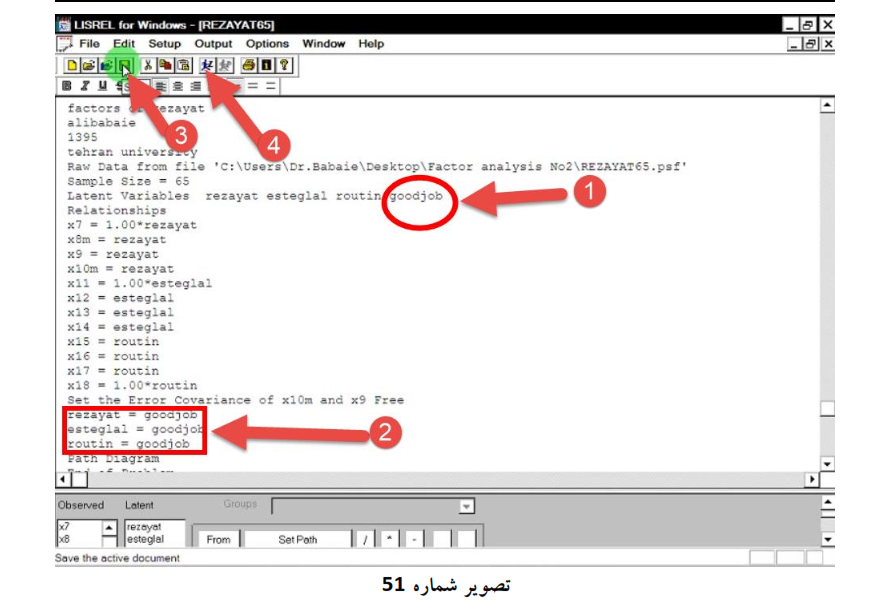 LISREL for Windows - [REZAYAT65]
File Edit Setup Output Options Window Help
factors of rezayat
alibabaie
1395
tehran university
Raw Data from file 'C:\Users\Dr.Babaie\Desktop\Factor analysis No2\REZAYAT65.psf'
Sample Size = 65
Latent Variables rezayat esteglal routin goodjob
Relationships
x7 = 1.00*rezayat
x8m = rezayat
x9 = rezayat
x10m = rezayat
x11 = 1.00*esteglal
x12 = esteglal
x13 = esteglal
x14 = esteglal
x15 = routin
x16 = routin
x17 = routin
x18 = 1.00*routin
Set the Error Covariance of x10m and x9 Free
rezayat = goodjob
esteglal = goodjob
routin = goodjob
Path Diagram
End of Problem
1
2
3
4
Observed Latent Groups
x7 rezayat
x8 esteglal
From Set Path / * -
Save the active document
تصویر شماره 51